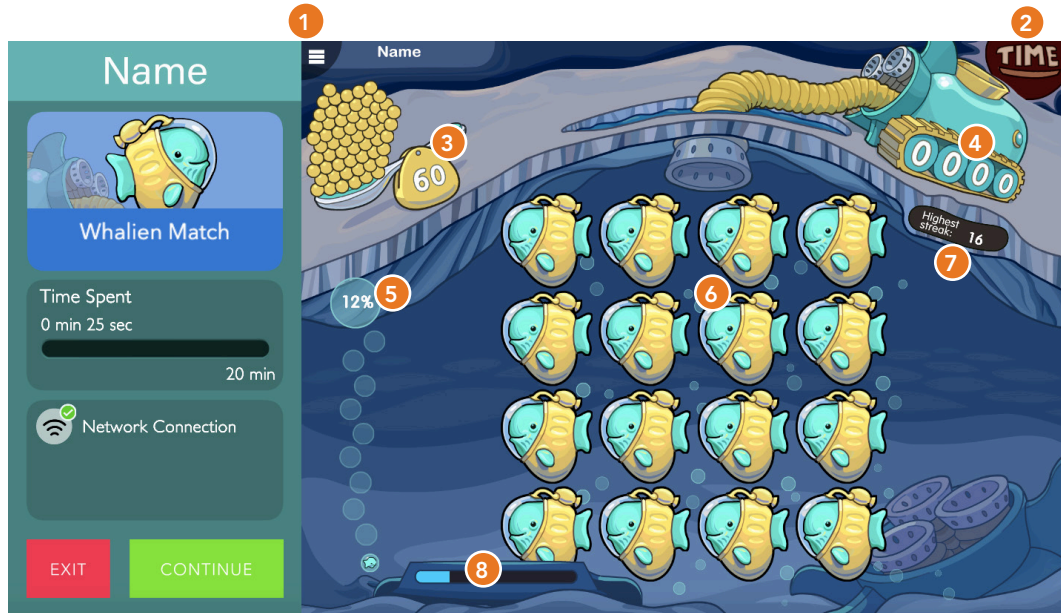 1
2
Name
Name
TIME
3
60
4
0000
Whalien Match
Highest
streak:
16
7
Time Spent
0 min 25 sec
12%
5
6
20 min
Network Connection
EXIT
CONTINUE
8